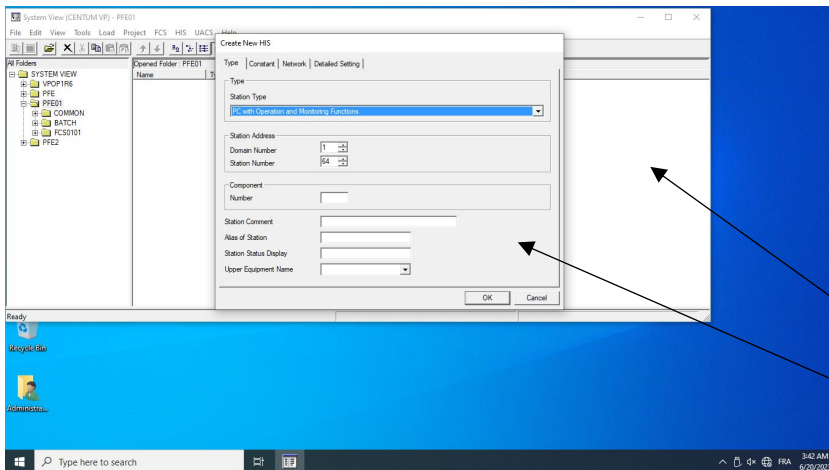 System View (CENTUM VP) - PFE01
File Edit View Tools Load Project FCS HIS UACS Help
Create New HIS
All Folders
Opened Folder : PFE01
Name
SYSTEM VIEW
VPOP1R6
PFE
PFE01
COMMON
BATCH
FCS0101
PFE2
Type Constant Network Detailed Setting
Type
Station Type
PC with Operation and Monitoring Functions
Station Address
Domain Number 1
Station Number 64
Component
Number
Station Comment
Alias of Station
Station Status Display
Upper Equipment Name
OK Cancel
Ready
Recycle Bin
Administra...
Type here to search
FRA
3:42 AM
6/20/202